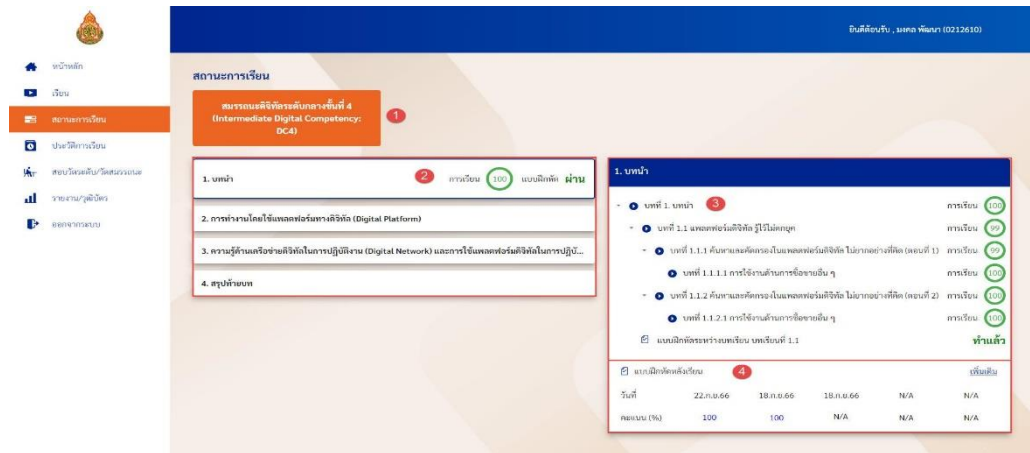 ยินดีต้อนรับ , มงคล พัฒนา (0212610)
หน้าหลัก
เรียน
สถานะการเรียน
ประวัติการเรียน
สอบวัดระดับ/วัดสมรรถนะ
รายงาน/วุฒิบัตร
ออกจากระบบ
สถานะการเรียน
สมรรถนะดิจิทัลระดับกลางขั้นที่ 4
(Intermediate Digital Competency:
DC4)
1
1. บทนำ 2 การเรียน 100 แบบฝึกหัด ผ่าน
2. การทำงานโดยใช้แพลตฟอร์มทางดิจิทัล (Digital Platform)
3. ความรู้ด้านเครือข่ายดิจิทัลในการปฏิบัติงาน (Digital Network) และการใช้แพลตฟอร์มดิจิทัลในการปฏิบั...
4. สรุปท้ายบท
1. บทนำ
บทที่ 1. บทนำ 3 การเรียน 100
บทที่ 1.1 แพลตฟอร์มดิจิทัล รู้ไว้ไม่ตกยุค การเรียน 99
บทที่ 1.1.1 ค้นหาและคัดกรองในแพลตฟอร์มดิจิทัล ไม่ยากอย่างที่คิด (ตอนที่ 1) การเรียน 99
บทที่ 1.1.1.1 การใช้งานด้านการซื้อขายอื่น ๆ การเรียน 100
บทที่ 1.1.2 ค้นหาและคัดกรองในแพลตฟอร์มดิจิทัล ไม่ยากอย่างที่คิด (ตอนที่ 2) การเรียน 100
บทที่ 1.1.2.1 การใช้งานด้านการซื้อขายอื่น ๆ การเรียน 100
แบบฝึกหัดระหว่างบทเรียน บทเรียนที่ 1.1 ทำแล้ว
แบบฝึกหัดหลังเรียน 4 เพิ่มเติม
วันที่ 22.ก.ย.66 18.ก.ย.66 18.ก.ย.66 N/A N/A
คะแนน (%) 100 100 N/A N/A N/A